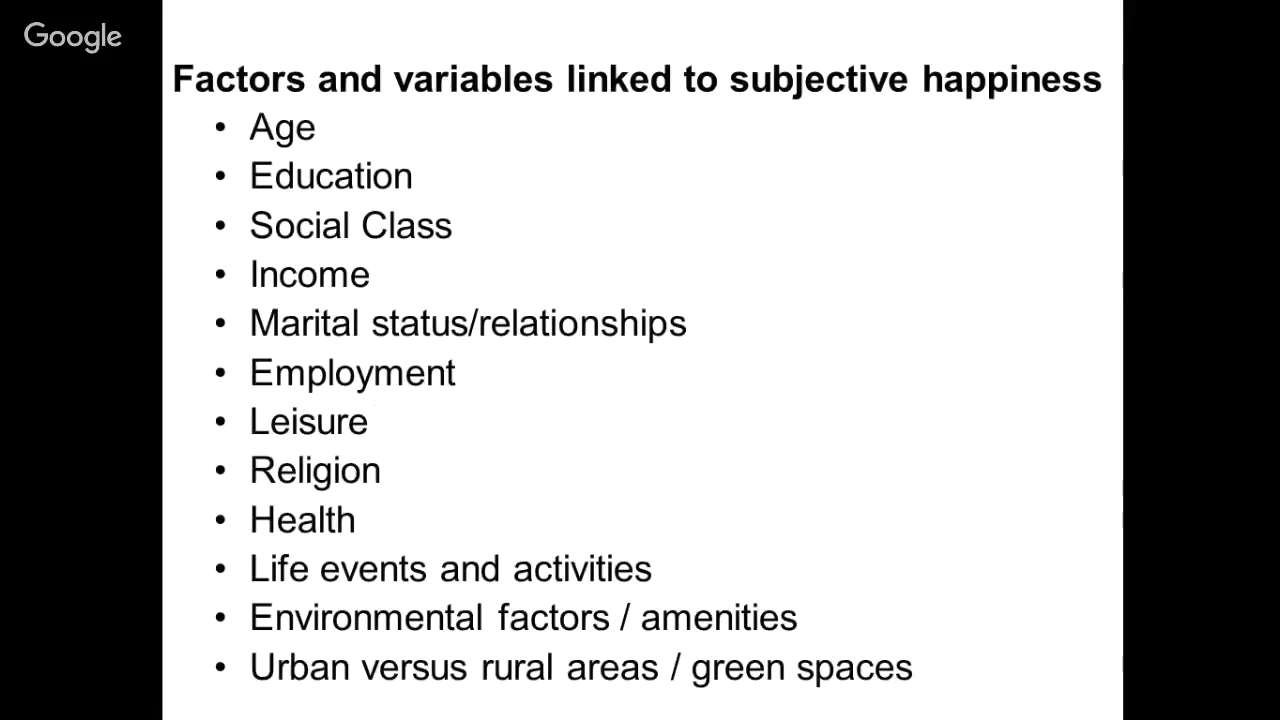 Google
Factors and variables linked to subjective happiness
• Age
• Education
• Social Class
• Income
• Marital status/relationships
• Employment
• Leisure
• Religion
• Health
• Life events and activities
• Environmental factors / amenities
• Urban versus rural areas / green spaces